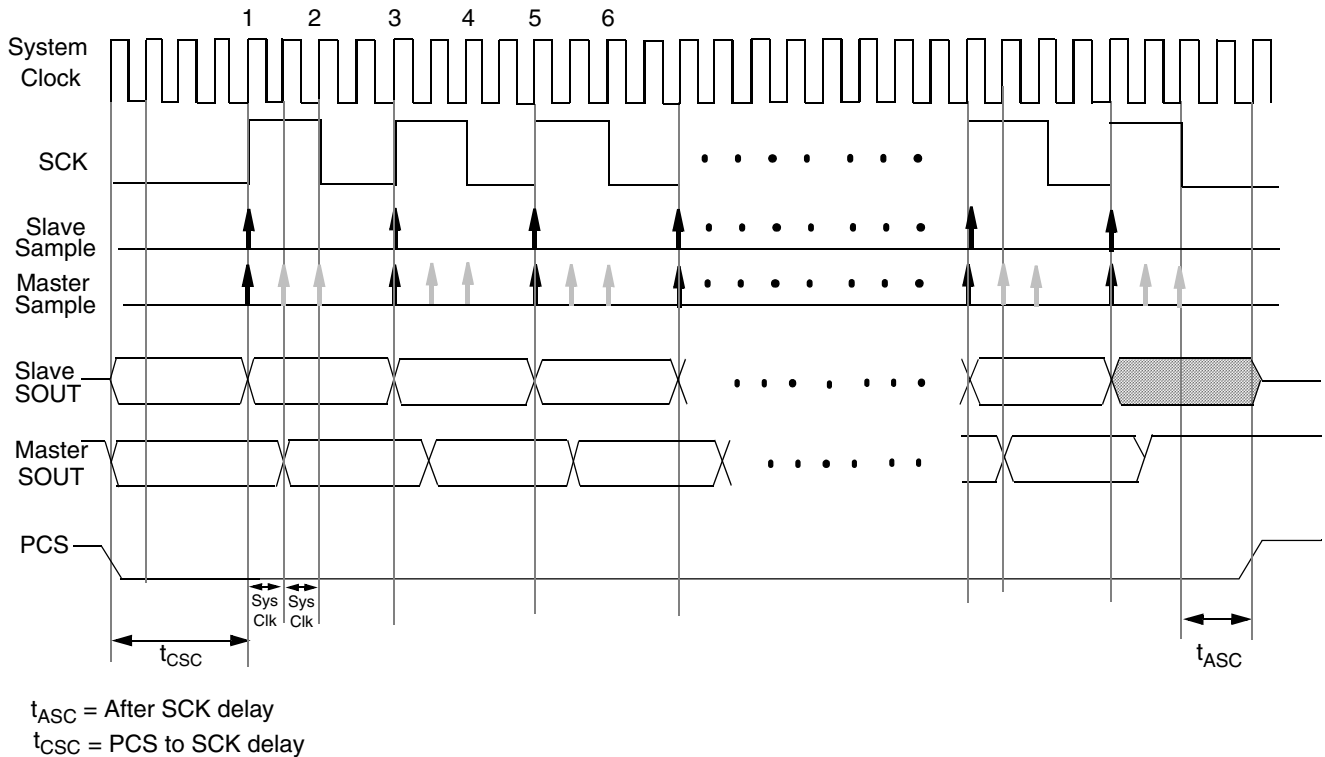 1 2 3 4 5 6
System
Clock
SCK
Slave
Sample
Master
Sample
Slave
SOUT
Master
SOUT
PCS
Sys Sys
Clk Clk
tCSC
tASC
tASC = After SCK delay
tCSC = PCS to SCK delay